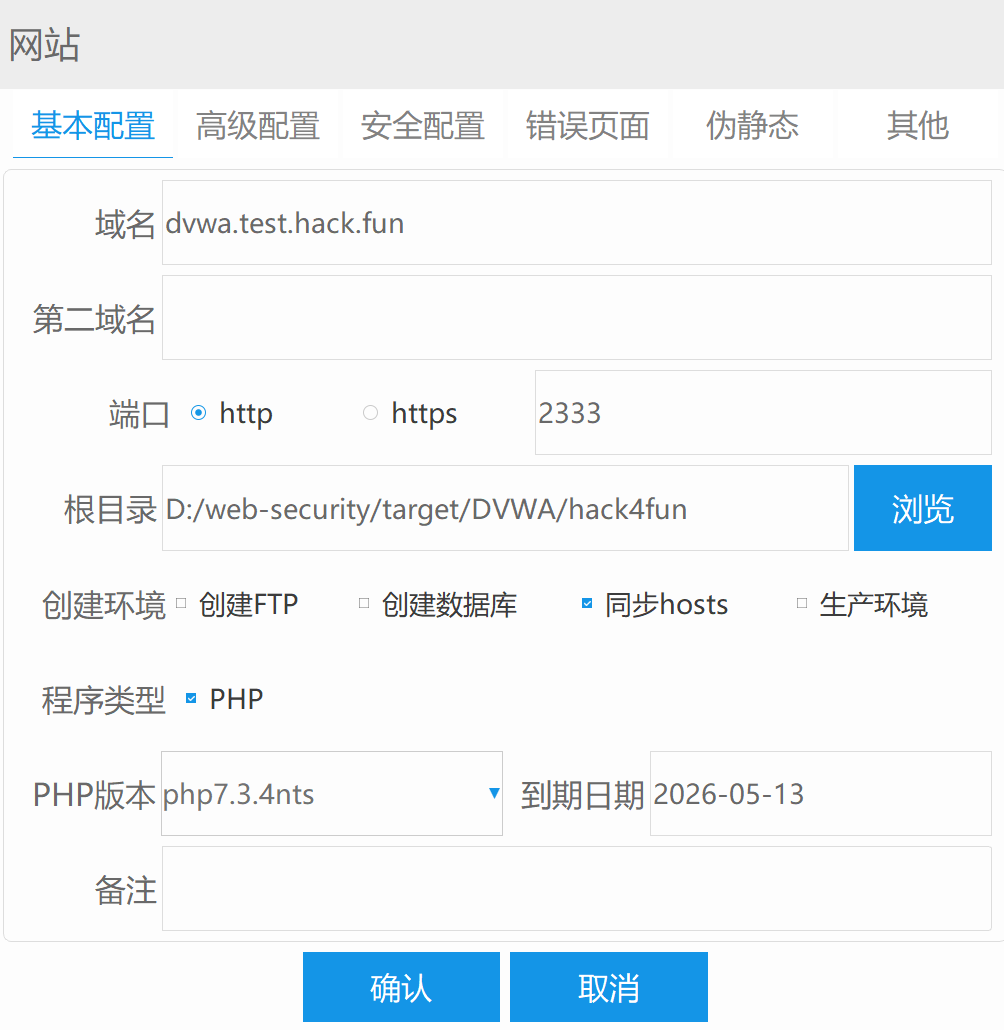 网站
基本配置 高级配置 安全配置 错误页面 伪静态 其他
域名 dvwa.test.hack.fun
第二域名
端口 http https 2333
根目录 D:/web-security/target/DVWA/hack4fun 浏览
创建环境 创建FTP 创建数据库 同步hosts 生产环境
程序类型 PHP
PHP版本 php7.3.4nts 到期日期 2026-05-13
备注
确认 取消